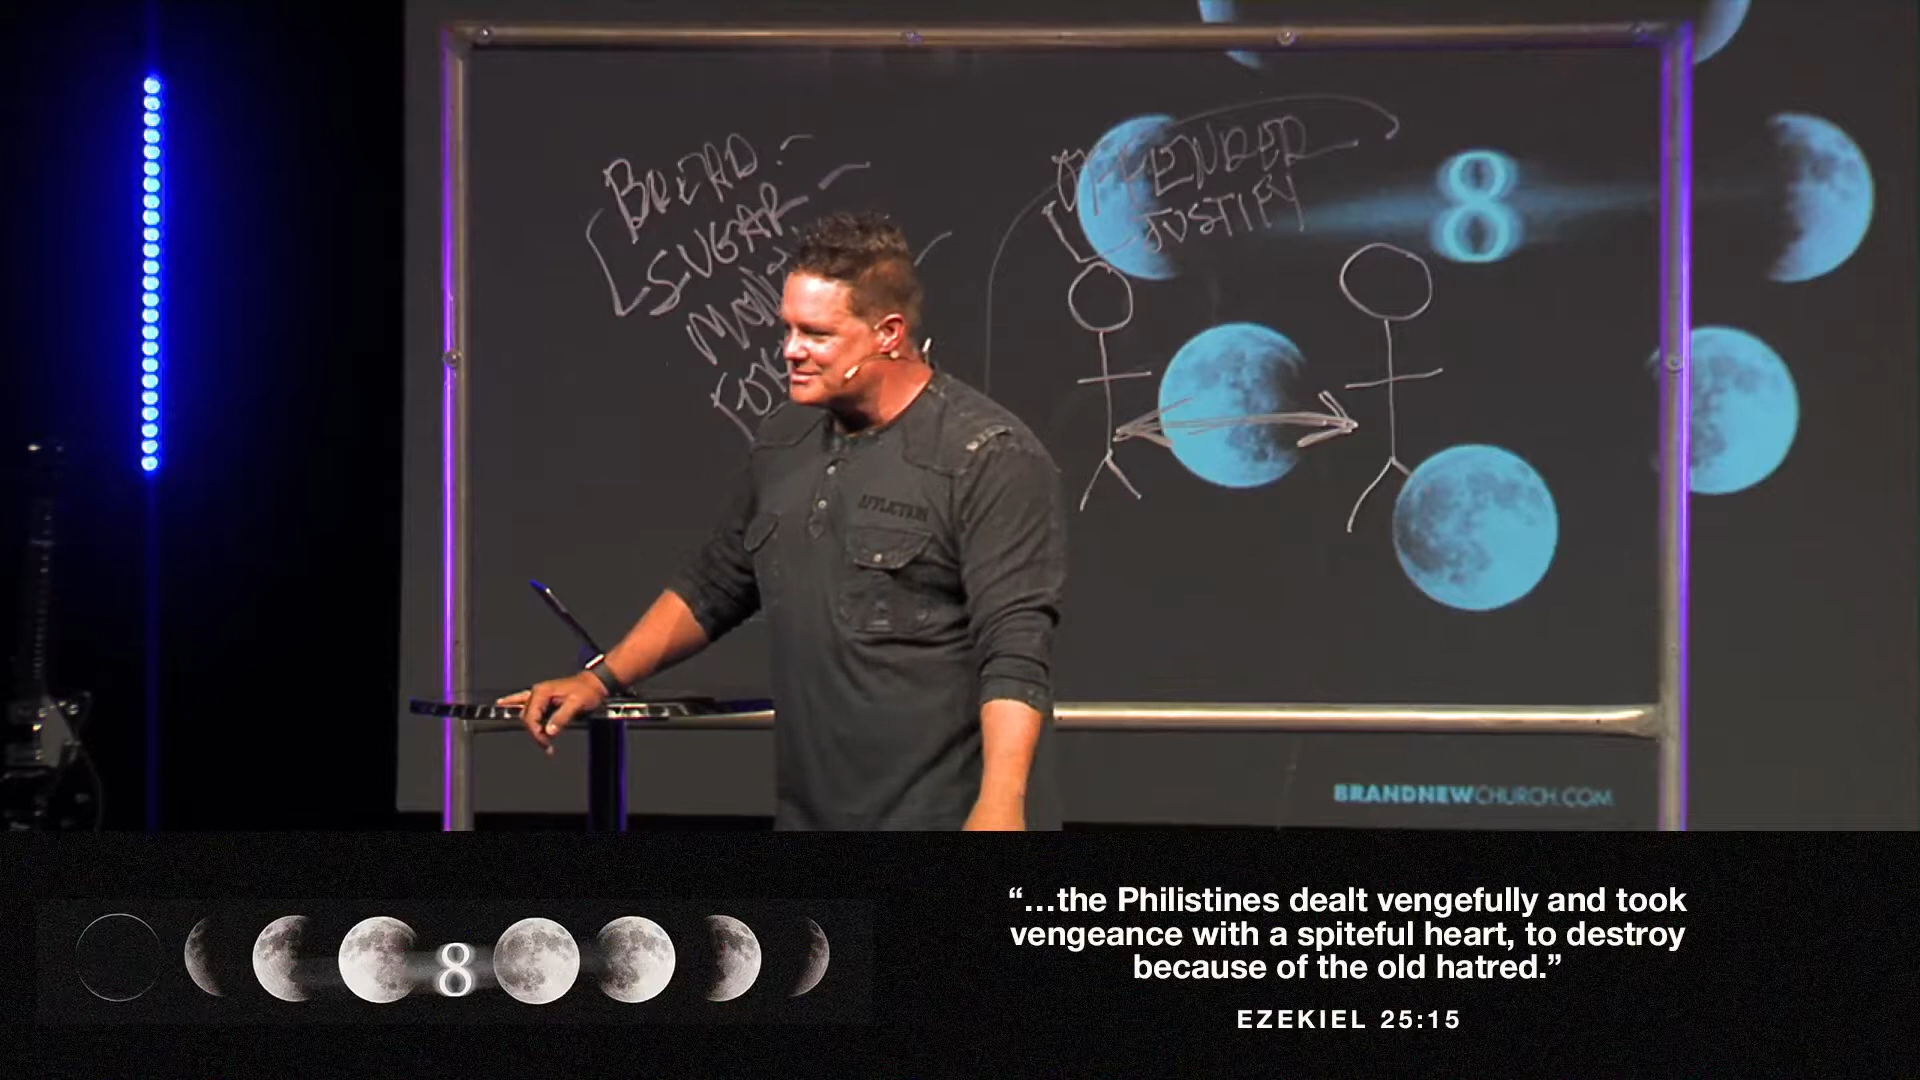 BREAD
SUGAR
OFFENDER
JUSTIFY
8
AFFLICTION
BRANDNEWCHURCH.COM
8
“...the Philistines dealt vengefully and took
vengeance with a spiteful heart, to destroy
because of the old hatred.”
EZEKIEL 25:15